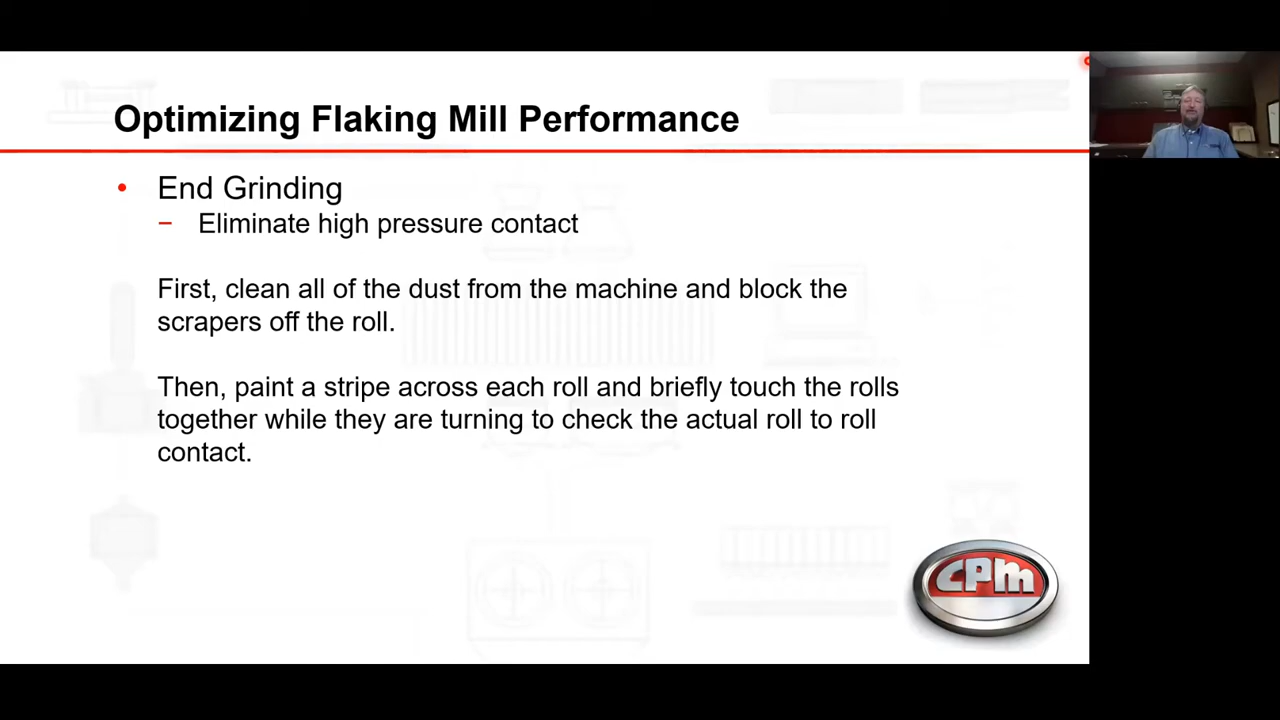 Optimizing Flaking Mill Performance
• End Grinding
– Eliminate high pressure contact
First, clean all of the dust from the machine and block the
scrapers off the roll.
Then, paint a stripe across each roll and briefly touch the rolls
together while they are turning to check the actual roll to roll
contact.
CPM